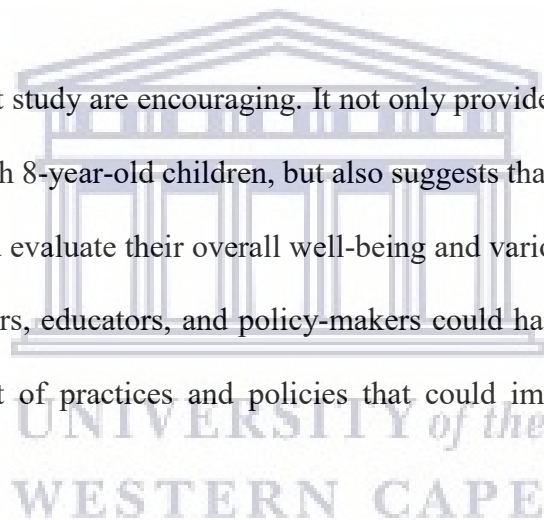 t study are encouraging. It not only provide
h 8-year-old children, but also suggests tha
evaluate their overall well-being and vario
rs, educators, and policy-makers could ha
t of practices and policies that could im
UNIVERSITY of the
WESTERN CAPE